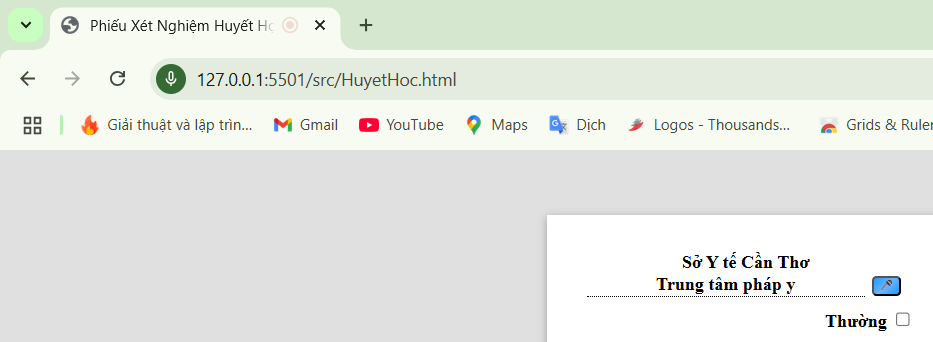 Phiếu Xét Nghiệm Huyết Họ
127.0.0.1:5501/src/HuyetHoc.html
Giải thuật và lập trìn... Gmail YouTube Maps Dịch Logos - Thousands... Grids & Ruler
Sở Y tế Cần Thơ
Trung tâm pháp y
Thường